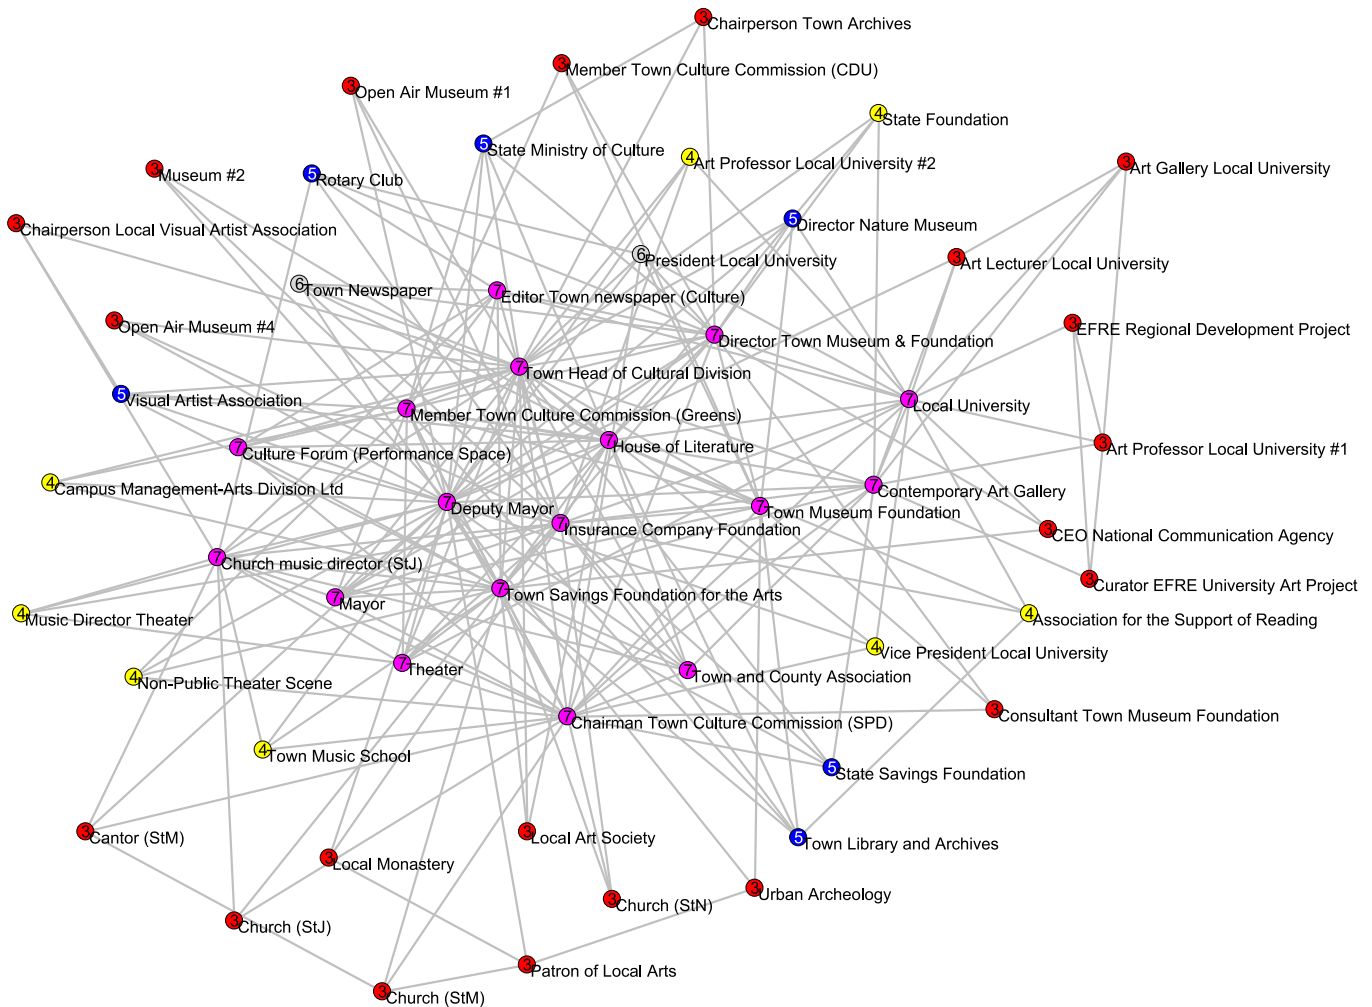 3 Chairperson Town Archives
3 Member Town Culture Commission (CDU)
3 Open Air Museum #1
4 State Foundation
5 State Ministry of Culture
4 Art Professor Local University #2
3 Art Gallery Local University
3 Museum #2
5 Rotary Club
5 Director Nature Museum
3 Chairperson Local Visual Artist Association
6 President Local University
3 Art Lecturer Local University
6 Town Newspaper
7 Editor Town newspaper (Culture)
3 Open Air Museum #4
3 EFRE Regional Development Project
7 Director Town Museum & Foundation
7 Town Head of Cultural Division
5 Visual Artist Association
7 Local University
7 Member Town Culture Commission (Greens)
7 House of Literature
3 Art Professor Local University #1
7 Culture Forum (Performance Space)
4 Campus Management-Arts Division Ltd
7 Contemporary Art Gallery
7 Deputy Mayor
7 Town Museum Foundation
7 Insurance Company Foundation
3 CEO National Communication Agency
7 Church music director (StJ)
3 Curator EFRE University Art Project
7 Town Savings Foundation for the Arts
7 Mayor
4 Music Director Theater
4 Association for the Support of Reading
4 Vice President Local University
7 Theater
7 Town and County Association
4 Non-Public Theater Scene
3 Consultant Town Museum Foundation
7 Chairman Town Culture Commission (SPD)
4 Town Music School
5 State Savings Foundation
3 Cantor (StM)
3 Local Art Society
5 Town Library and Archives
3 Local Monastery
3 Urban Archeology
3 Church (StN)
3 Church (StJ)
3 Patron of Local Arts
3 Church (StM)